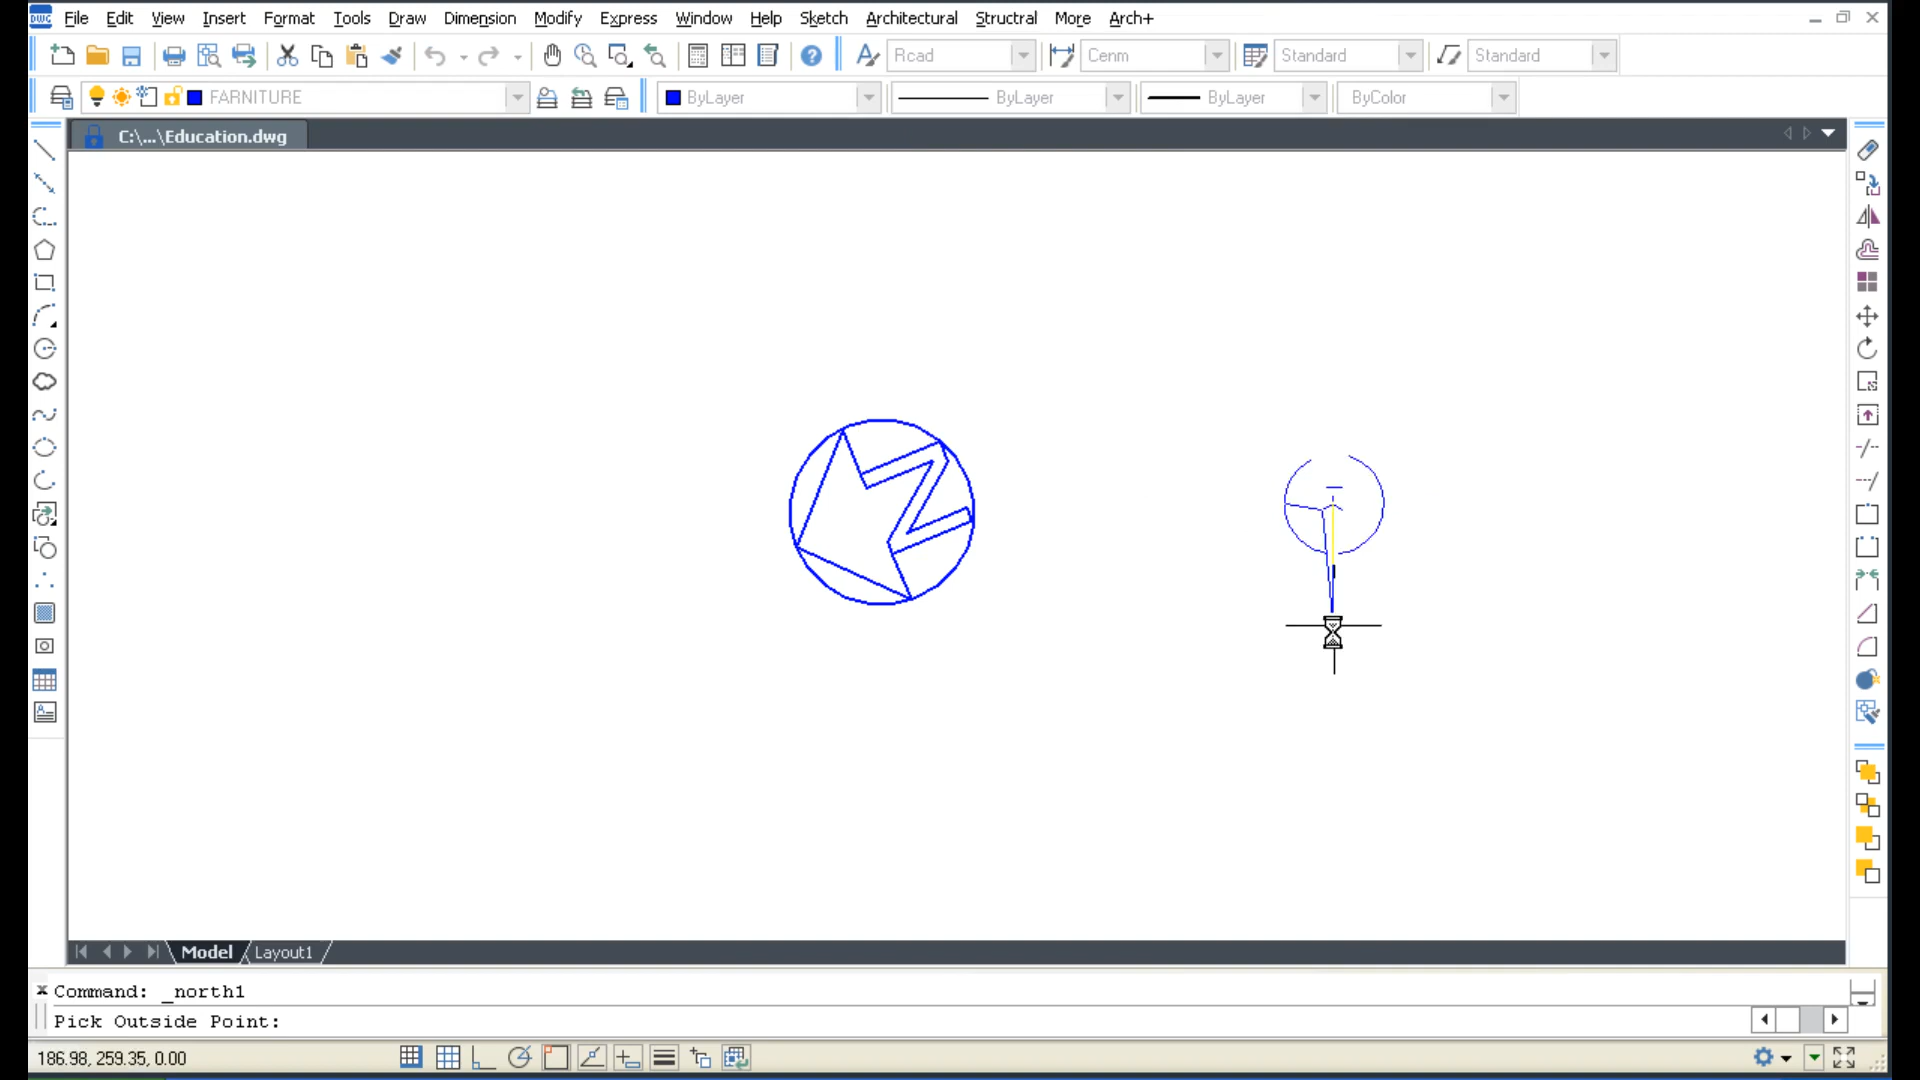 DWG File Edit View Insert Format Tools Draw Dimension Modify Express Window Help Sketch Architectural Structral More Arch+
Rcad Cenm Standard Standard
FARNITURE ByLayer ByLayer ByLayer ByColor
C:\...\Education.dwg
Model Layout1
Command: _north1
Pick Outside Point:
186.98, 259.35, 0.00